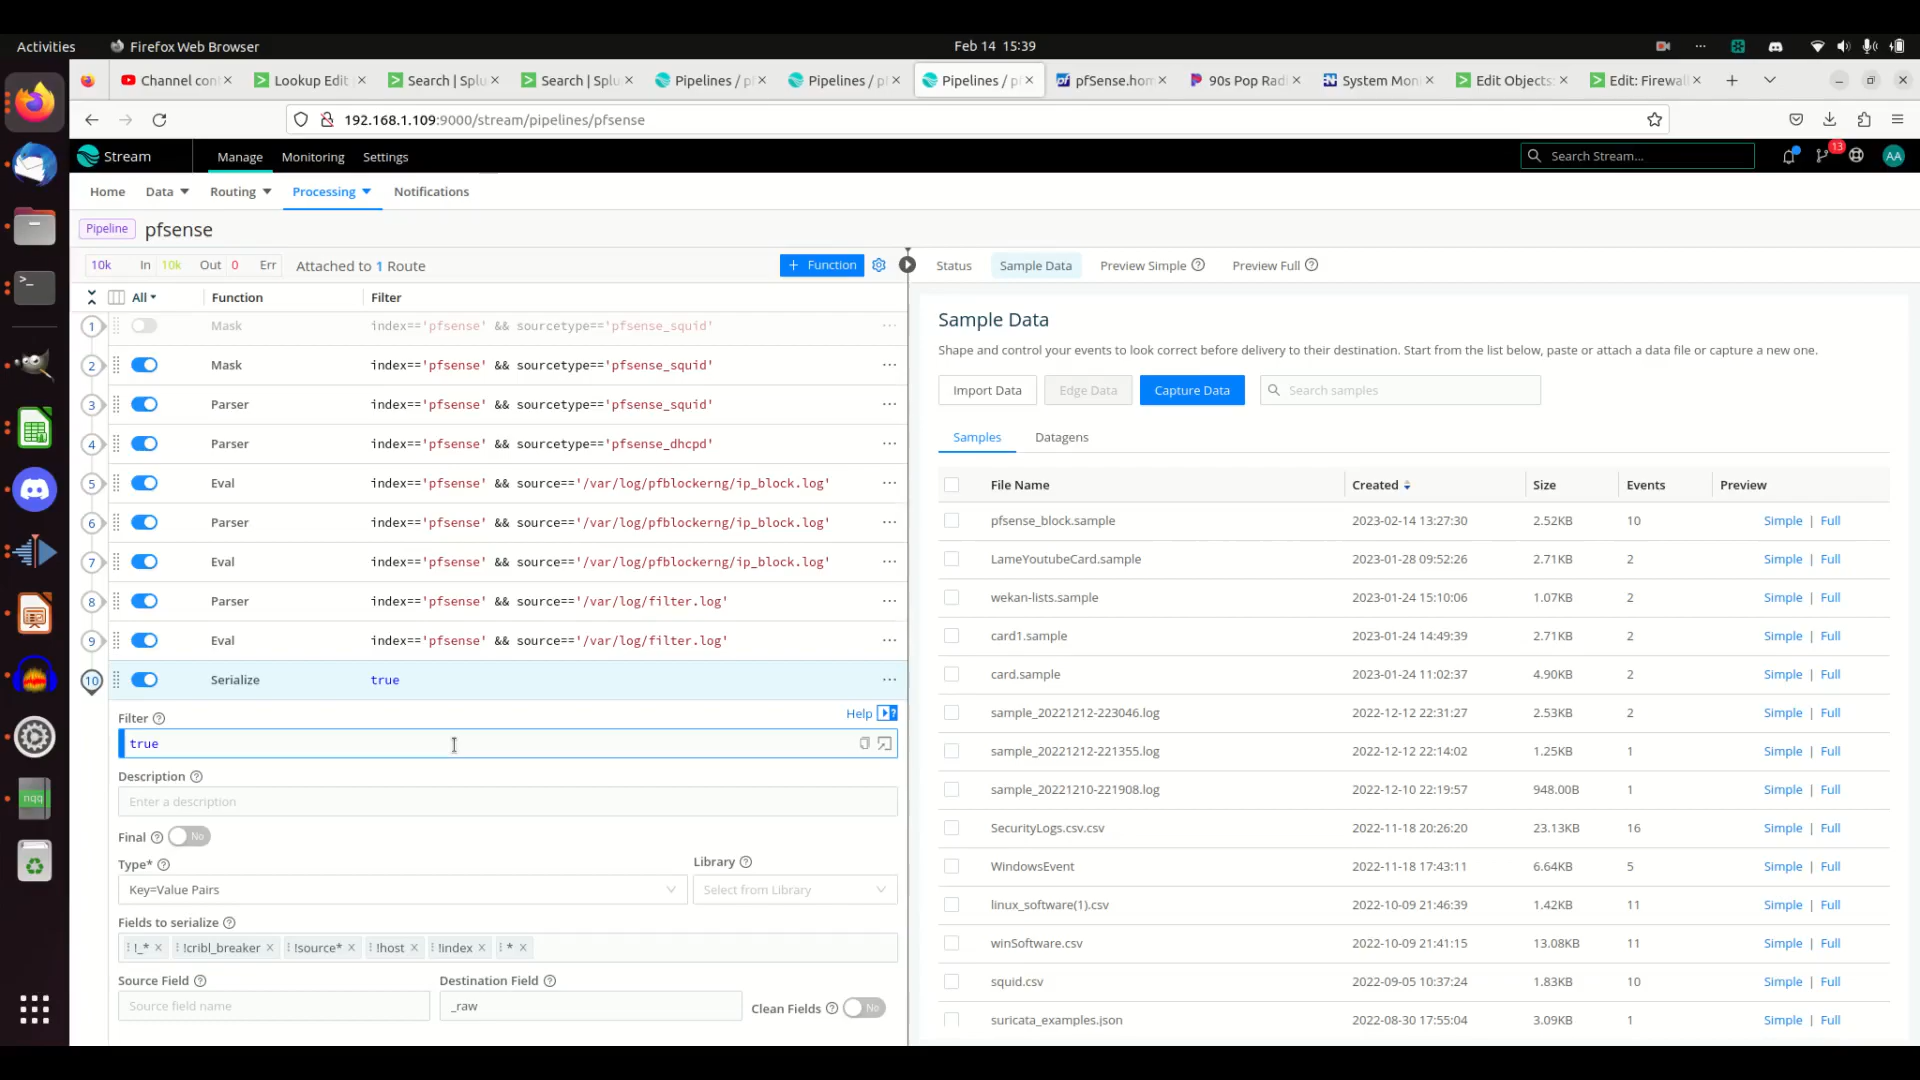 Activities
Firefox Web Browser
Feb 14 15:39
Channel con
Lookup Edit
Search | Splu
Search | Splu
Pipelines / pf
Pipelines / pf
Pipelines / p
pfSense.hom
90s Pop Radi
System Moni
Edit Objects:
Edit: Firewall
192.168.1.109:9000/stream/pipelines/pfsense
Stream
Manage
Monitoring
Settings
Search Stream...
13
AA
Home
Data
Routing
Processing
Notifications
Pipeline
pfsense
10k In 10k Out 0 Err
Attached to 1 Route
+ Function
Status
Sample Data
Preview Simple
Preview Full
All
Function
Filter
1 Mask index=='pfsense' && sourcetype=='pfsense_squid'
2 Mask index=='pfsense' && sourcetype=='pfsense_squid'
3 Parser index=='pfsense' && sourcetype=='pfsense_squid'
4 Parser index=='pfsense' && sourcetype=='pfsense_dhcpd'
5 Eval index=='pfsense' && source=='/var/log/pfblockerng/ip_block.log'
6 Parser index=='pfsense' && source=='/var/log/pfblockerng/ip_block.log'
7 Eval index=='pfsense' && source=='/var/log/pfblockerng/ip_block.log'
8 Parser index=='pfsense' && source=='/var/log/filter.log'
9 Eval index=='pfsense' && source=='/var/log/filter.log'
10 Serialize true
Filter
Help
true
Description
Enter a description
Final
No
Type*
Library
Key=Value Pairs
Select from Library
Fields to serialize
!_* !cribl_breaker !source* !host !index *
Source Field
Destination Field
Source field name
_raw
Clean Fields
No
Sample Data
Shape and control your events to look correct before delivery to their destination. Start from the list below, paste or attach a data file or capture a new one.
Import Data
Edge Data
Capture Data
Search samples
Samples
Datagens
File Name Created Size Events Preview
pfsense_block.sample 2023-02-14 13:27:30 2.52KB 10 Simple | Full
LameYoutubeCard.sample 2023-01-28 09:52:26 2.71KB 2 Simple | Full
wekan-lists.sample 2023-01-24 15:10:06 1.07KB 2 Simple | Full
card1.sample 2023-01-24 14:49:39 2.71KB 2 Simple | Full
card.sample 2023-01-24 11:02:37 4.90KB 2 Simple | Full
sample_20221212-223046.log 2022-12-12 22:31:27 2.53KB 2 Simple | Full
sample_20221212-221355.log 2022-12-12 22:14:02 1.25KB 1 Simple | Full
sample_20221210-221908.log 2022-12-10 22:19:57 948.00B 1 Simple | Full
SecurityLogs.csv.csv 2022-11-18 20:26:20 23.13KB 16 Simple | Full
WindowsEvent 2022-11-18 17:43:11 6.64KB 5 Simple | Full
linux_software(1).csv 2022-10-09 21:46:39 1.42KB 11 Simple | Full
winSoftware.csv 2022-10-09 21:41:15 13.08KB 11 Simple | Full
squid.csv 2022-09-05 10:37:24 1.83KB 10 Simple | Full
suricata_examples.json 2022-08-30 17:55:04 3.09KB 1 Simple | Full
nqq